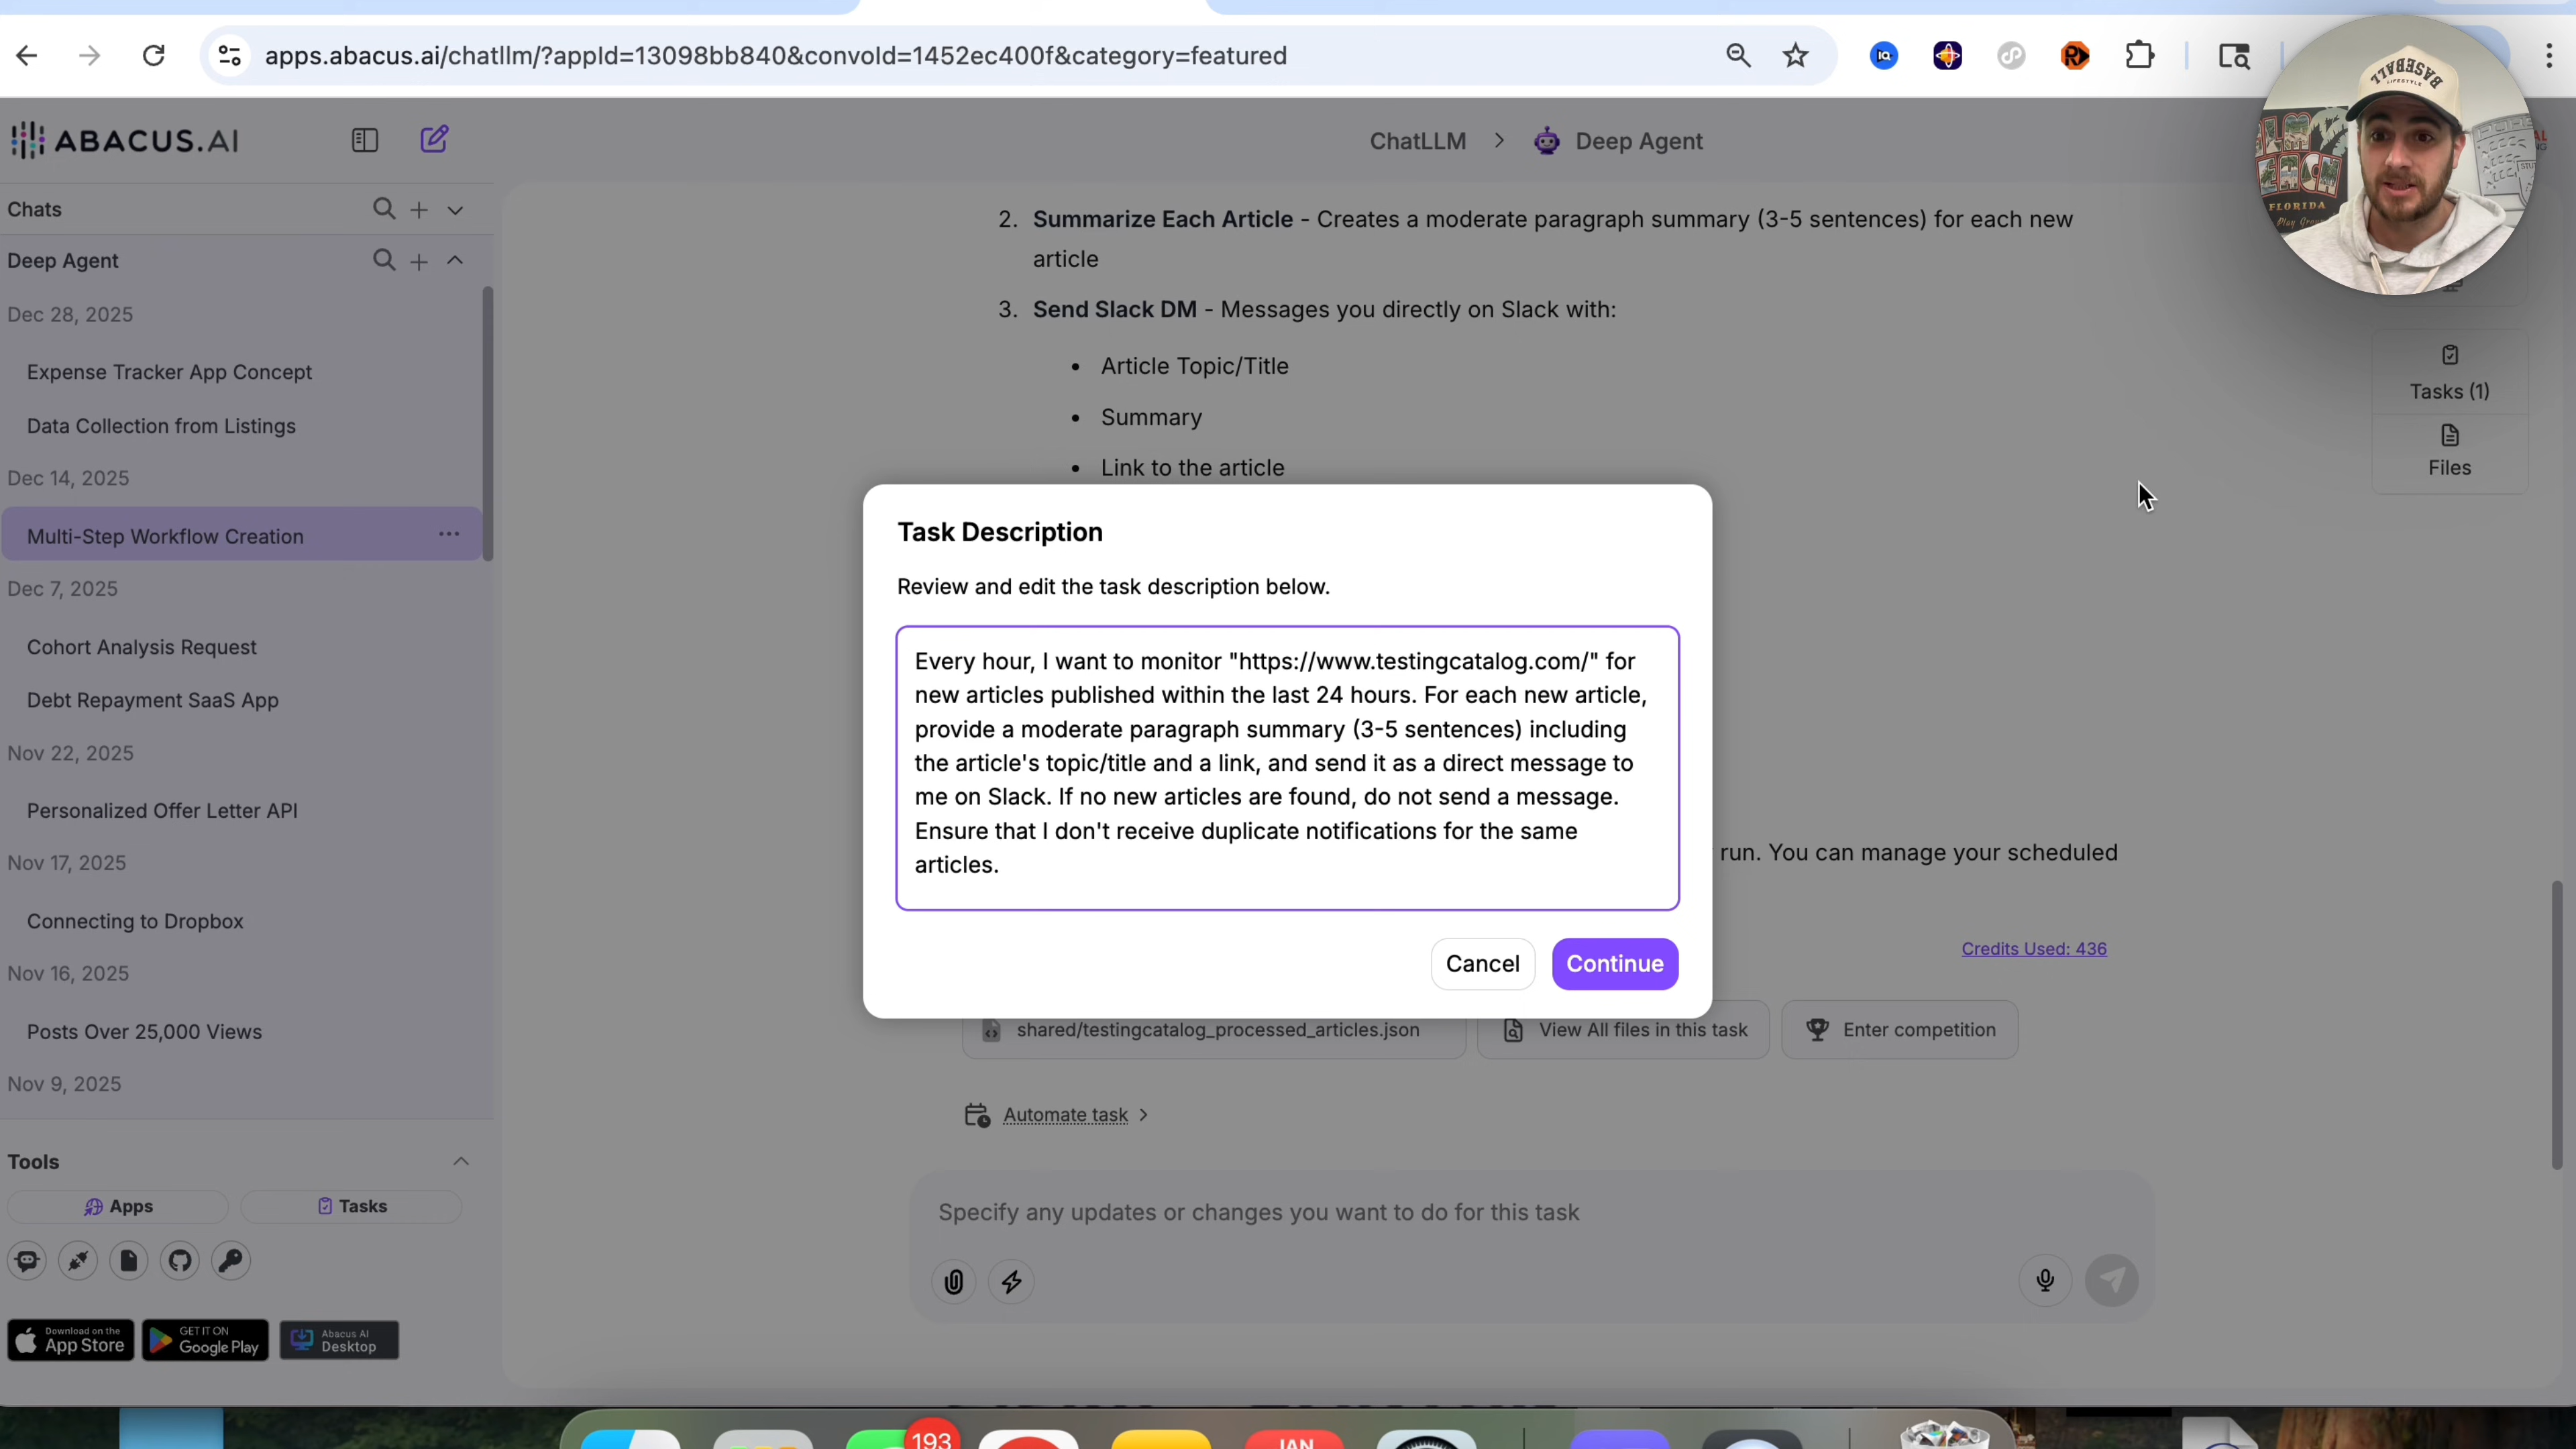 apps.abacus.ai/chatllm/?appId=13098bb840&convoId=1452ec400f&category=featured
ABACUS.AI
ChatLLM > Deep Agent
Chats
Deep Agent
Dec 28, 2025
Expense Tracker App Concept
Data Collection from Listings
Dec 14, 2025
Multi-Step Workflow Creation
Dec 7, 2025
Cohort Analysis Request
Debt Repayment SaaS App
Nov 22, 2025
Personalized Offer Letter API
Nov 17, 2025
Connecting to Dropbox
Nov 16, 2025
Posts Over 25,000 Views
Nov 9, 2025
Tools
Apps
Tasks
Download on the
App Store
GET IT ON
Google Play
Abacus AI
Desktop
2. Summarize Each Article - Creates a moderate paragraph summary (3-5 sentences) for each new
article
3. Send Slack DM - Messages you directly on Slack with:
• Article Topic/Title
• Summary
• Link to the article
Task Description
Review and edit the task description below.
Every hour, I want to monitor "https://www.testingcatalog.com/" for
new articles published within the last 24 hours. For each new article,
provide a moderate paragraph summary (3-5 sentences) including
the article's topic/title and a link, and send it as a direct message to
me on Slack. If no new articles are found, do not send a message.
Ensure that I don't receive duplicate notifications for the same
articles.
Cancel
Continue
run. You can manage your scheduled
Credits Used: 436
shared/testingcatalog_processed_articles.json
View All files in this task
Enter competition
Automate task >
Specify any updates or changes you want to do for this task
Tasks (1)
Files
BASEBALL
LIFESTYLE
FLORIDA
193
JAN